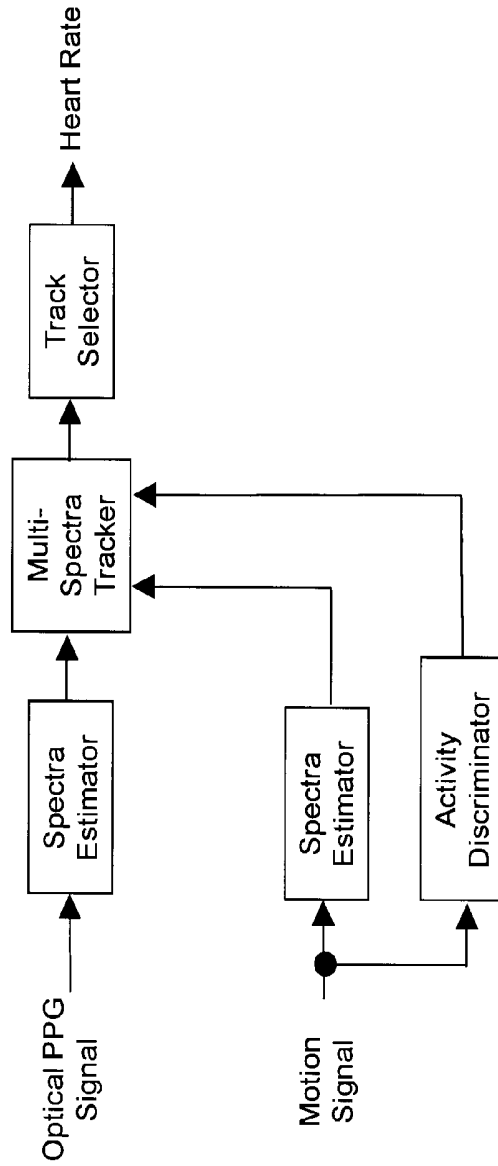 Optical PPG
Signal
Spectra
Estimator
Multi-
Spectra
Tracker
Track
Selector
Heart Rate
Motion
Signal
Spectra
Estimator
Activity
Discriminator